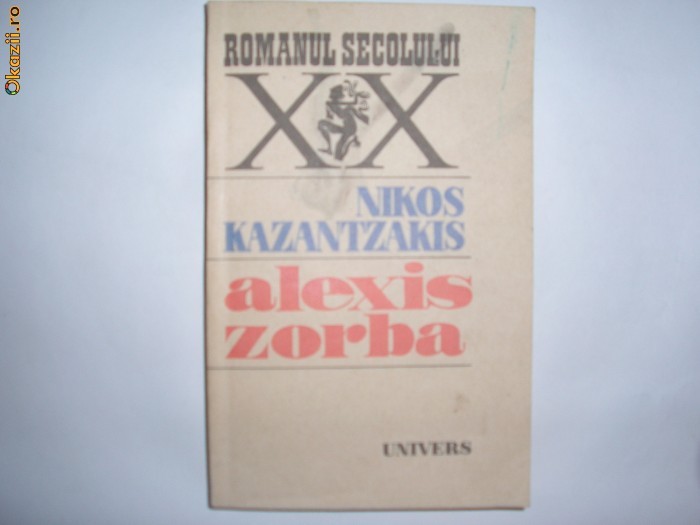 Okazii.ro
ROMANUL SECOLULUI
XX
NIKOS
KAZANTZAKIS
alexis
zorba
UNIVERS